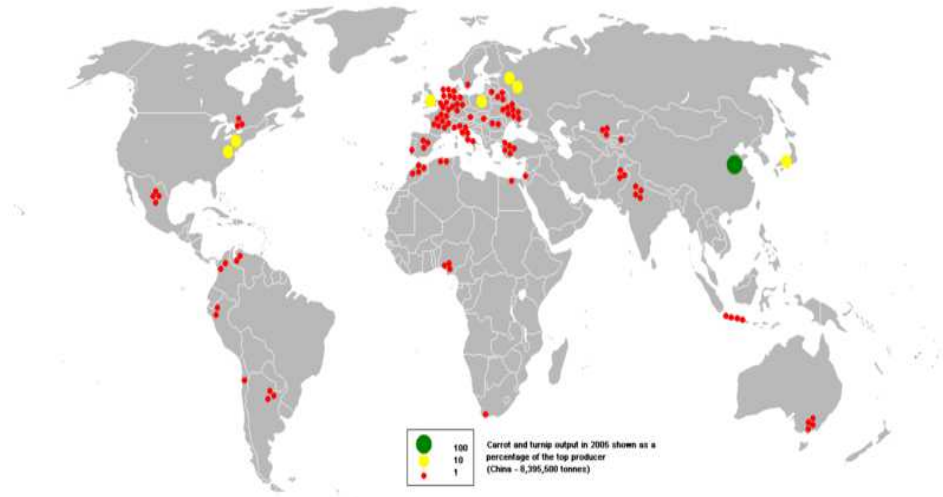 100
10
1
Carrot and turnip output in 2005 shown as a
percentage of the top producer
(China - 8,395,500 tonnes)